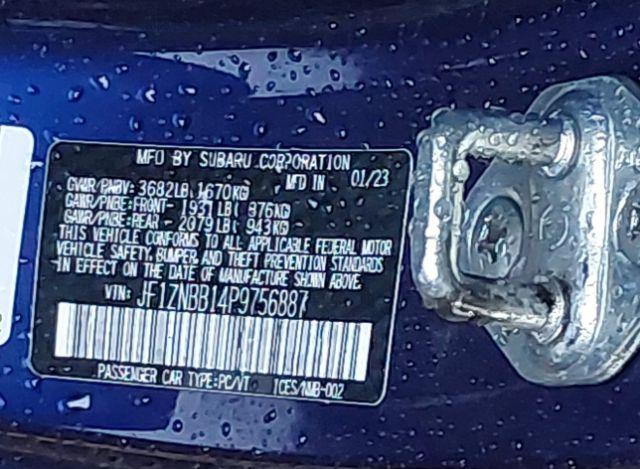 MFD BY SUBARU CORPORATION
MFD IN 01/23
GVWR/PNBV: 3682LB( 1670KG)
GAWR/PNBE:FRONT- 1931LB( 876KG)
GAWR/PNBE:REAR - 2079LB( 943KG)
THIS VEHICLE CONFORMS TO ALL APPLICABLE FEDERAL MOTOR
VEHICLE SAFETY, BUMPER, AND THEFT PREVENTION STANDARDS
IN EFFECT ON THE DATE OF MANUFACTURE SHOWN ABOVE.
VIN: JF1ZNBB14P9756887
PASSENGER CAR TYPE:PC/VT ICES/NMB-002